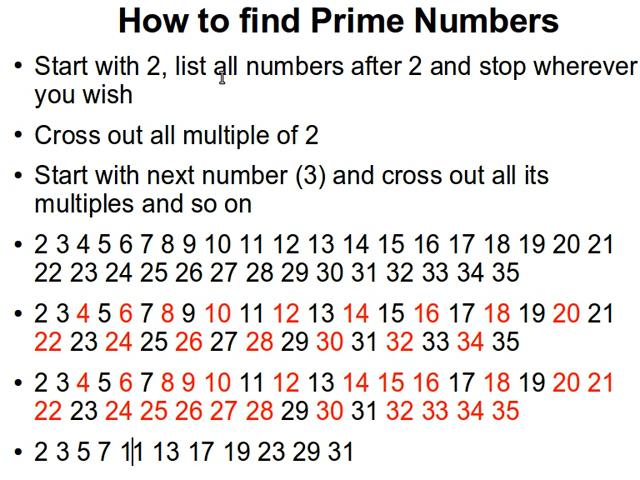 How to find Prime Numbers
• Start with 2, list all numbers after 2 and stop wherever
you wish
• Cross out all multiple of 2
• Start with next number (3) and cross out all its
multiples and so on
• 2 3 4 5 6 7 8 9 10 11 12 13 14 15 16 17 18 19 20 21
22 23 24 25 26 27 28 29 30 31 32 33 34 35
• 2 3 4 5 6 7 8 9 10 11 12 13 14 15 16 17 18 19 20 21
22 23 24 25 26 27 28 29 30 31 32 33 34 35
• 2 3 4 5 6 7 8 9 10 11 12 13 14 15 16 17 18 19 20 21
22 23 24 25 26 27 28 29 30 31 32 33 34 35
• 2 3 5 7 11 13 17 19 23 29 31